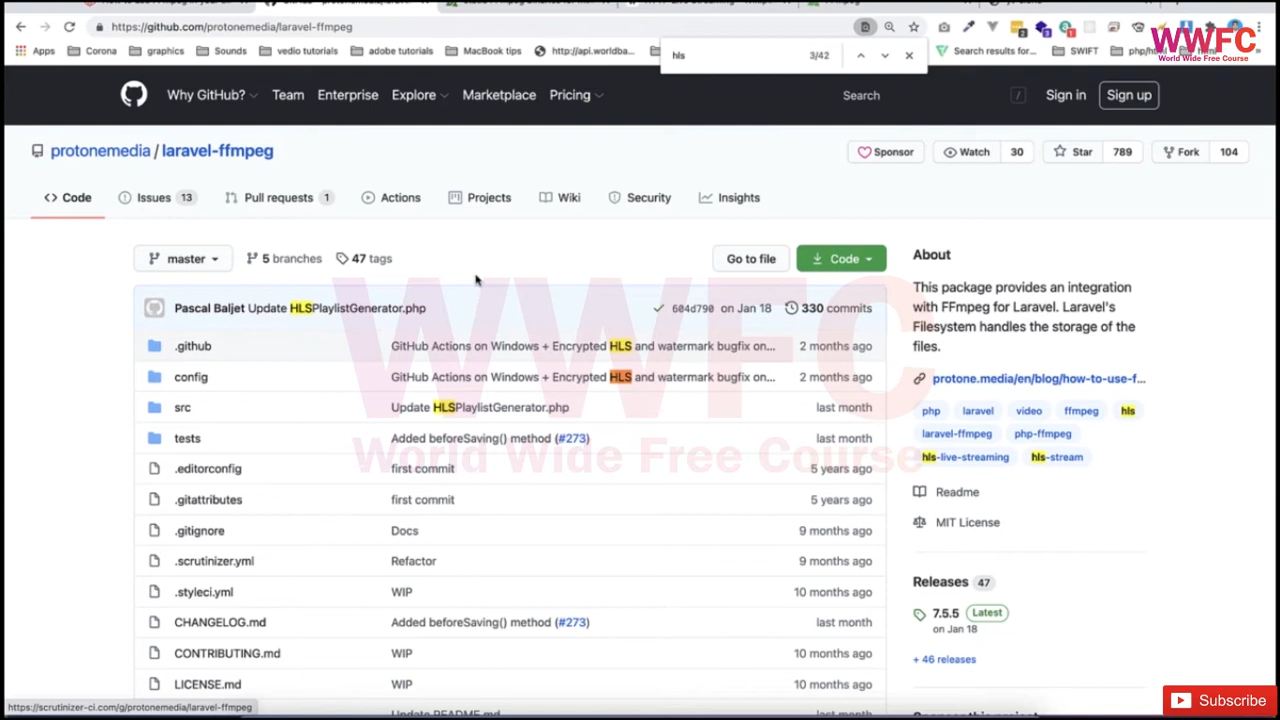 https://github.com/protonemedia/laravel-ffmpeg
Apps Corona graphics Sounds vedio tutorials adobe tutorials MacBook tips http://api.worldba... Search results for... SWIFT
hls 3/42
WWFC
World Wide Free Course
Why GitHub? Team Enterprise Explore Marketplace Pricing Search / Sign in Sign up
protonemedia / laravel-ffmpeg
Sponsor Watch 30 Star 789 Fork 104
Code Issues 13 Pull requests 1 Actions Projects Wiki Security Insights
master 5 branches 47 tags Go to file Code
Pascal Baljet Update HLSPlaylistGenerator.php 604d790 on Jan 18 330 commits
.github GitHub Actions on Windows + Encrypted HLS and watermark bugfix on... 2 months ago
config GitHub Actions on Windows + Encrypted HLS and watermark bugfix on... 2 months ago
src Update HLSPlaylistGenerator.php last month
tests Added beforeSaving() method (#273) last month
.editorconfig first commit 5 years ago
.gitattributes first commit 5 years ago
.gitignore Docs 9 months ago
.scrutinizer.yml Refactor 9 months ago
.styleci.yml WIP 10 months ago
CHANGELOG.md Added beforeSaving() method (#273) last month
CONTRIBUTING.md WIP 10 months ago
LICENSE.md WIP 10 months ago
Update README.md last month
About
This package provides an integration
with FFmpeg for Laravel. Laravel's
Filesystem handles the storage of the
files.
protone.media/en/blog/how-to-use-f...
php laravel video ffmpeg hls
laravel-ffmpeg php-ffmpeg
hls-live-streaming hls-stream
Readme
MIT License
Releases 47
7.5.5 Latest
on Jan 18
+ 46 releases
WWFC
World Wide Free Course
https://scrutinizer-ci.com/g/protonemedia/laravel-ffmpeg
Subscribe